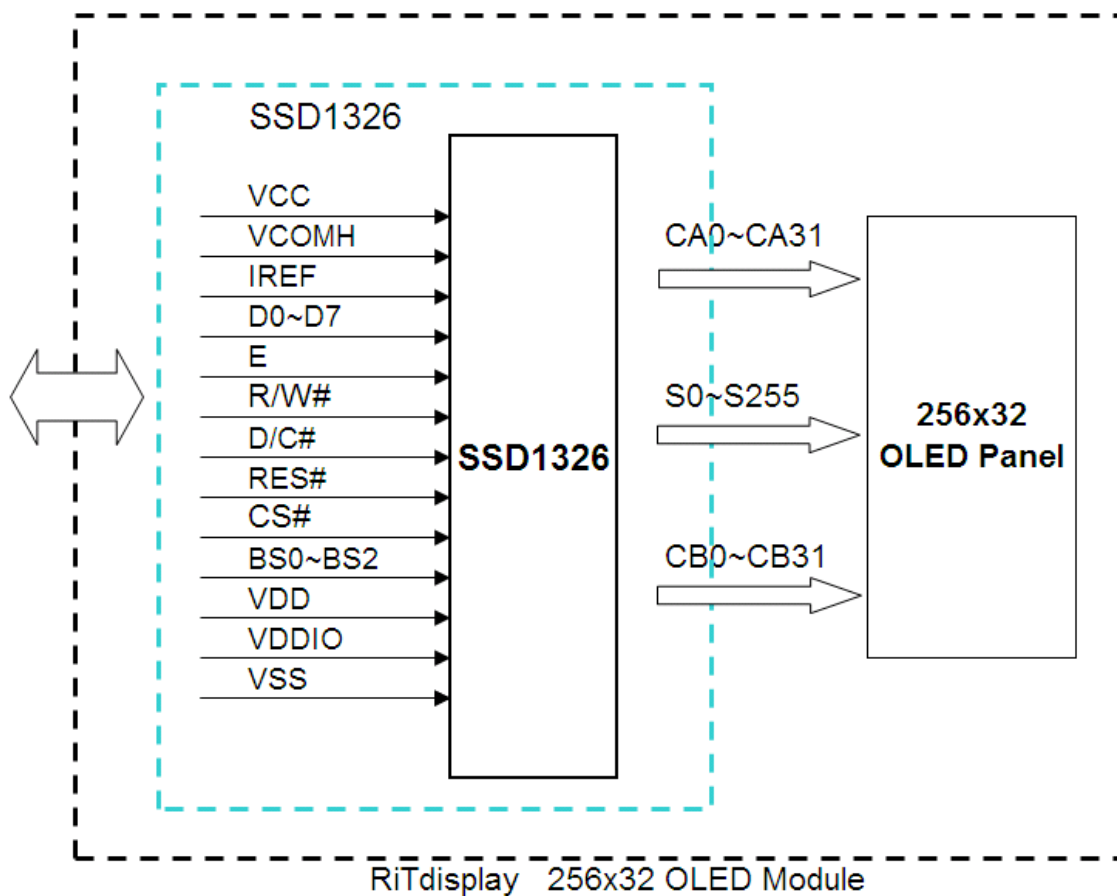 SSD1326
VCC
VCOMH
IREF
D0~D7
E
R/W#
D/C#
RES#
CS#
BS0~BS2
VDD
VDDIO
VSS
SSD1326
CA0~CA31
S0~S255
CB0~CB31
256x32
OLED Panel
RiTdisplay 256x32 OLED Module